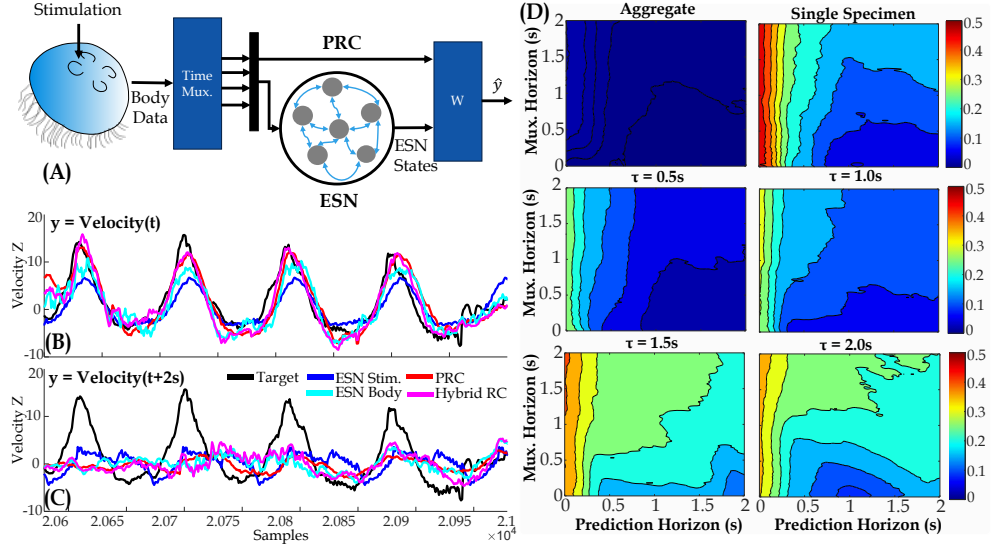 Stimulation
Body
Data
Time
Mux.
PRC
ESN
States
ESN
W
ŷ
(A)
y = Velocity(t)
Velocity Z
20
10
0
-10
(B)
y = Velocity(t+2s)
Target
ESN Stim.
ESN Body
PRC
Hybrid RC
Velocity Z
20
10
0
-10
(C)
2.06 2.065 2.07 2.075 2.08 2.085 2.09 2.095 2.1
Samples
×10⁴
(D)
Aggregate
Single Specimen
Mux. Horizon (s)
2
1.5
1
0.5
0
0.5
0.4
0.3
0.2
0.1
0
τ = 0.5s
τ = 1.0s
Mux. Horizon (s)
2
1.5
1
0.5
0
2
1.5
1
0.5
0
0.5
0.4
0.3
0.2
0.1
0
τ = 1.5s
τ = 2.0s
Mux. Horizon (s)
2
1.5
1
0.5
0
0.5
0.4
0.3
0.2
0.1
0
0 0.5 1 1.5 2
0 0.5 1 1.5 2
Prediction Horizon (s)
Prediction Horizon (s)